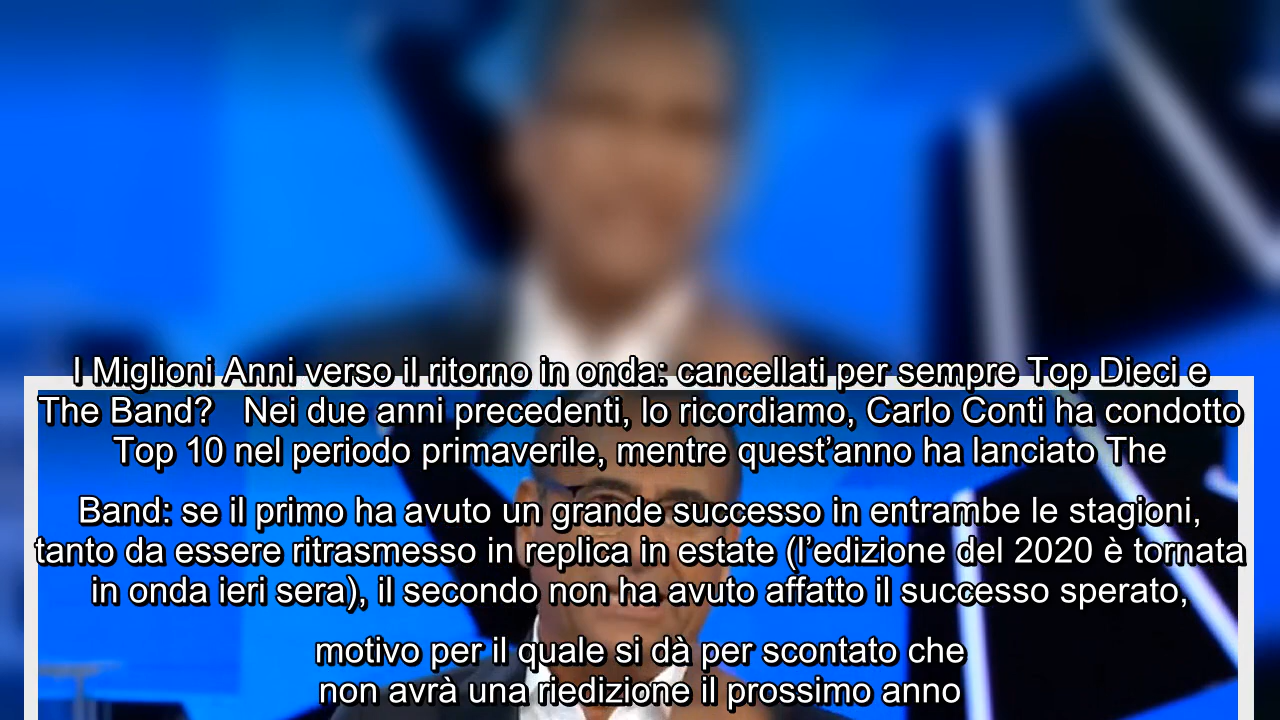 I Miglioni Anni verso il ritorno in onda: cancellati per sempre Top Dieci e
The Band?   Nei due anni precedenti, lo ricordiamo, Carlo Conti ha condotto
Top 10 nel periodo primaverile, mentre quest’anno ha lanciato The
Band: se il primo ha avuto un grande successo in entrambe le stagioni,
tanto da essere ritrasmesso in replica in estate (l’edizione del 2020 è tornata
in onda ieri sera), il secondo non ha avuto affatto il successo sperato,
motivo per il quale si dà per scontato che
non avrà una riedizione il prossimo anno